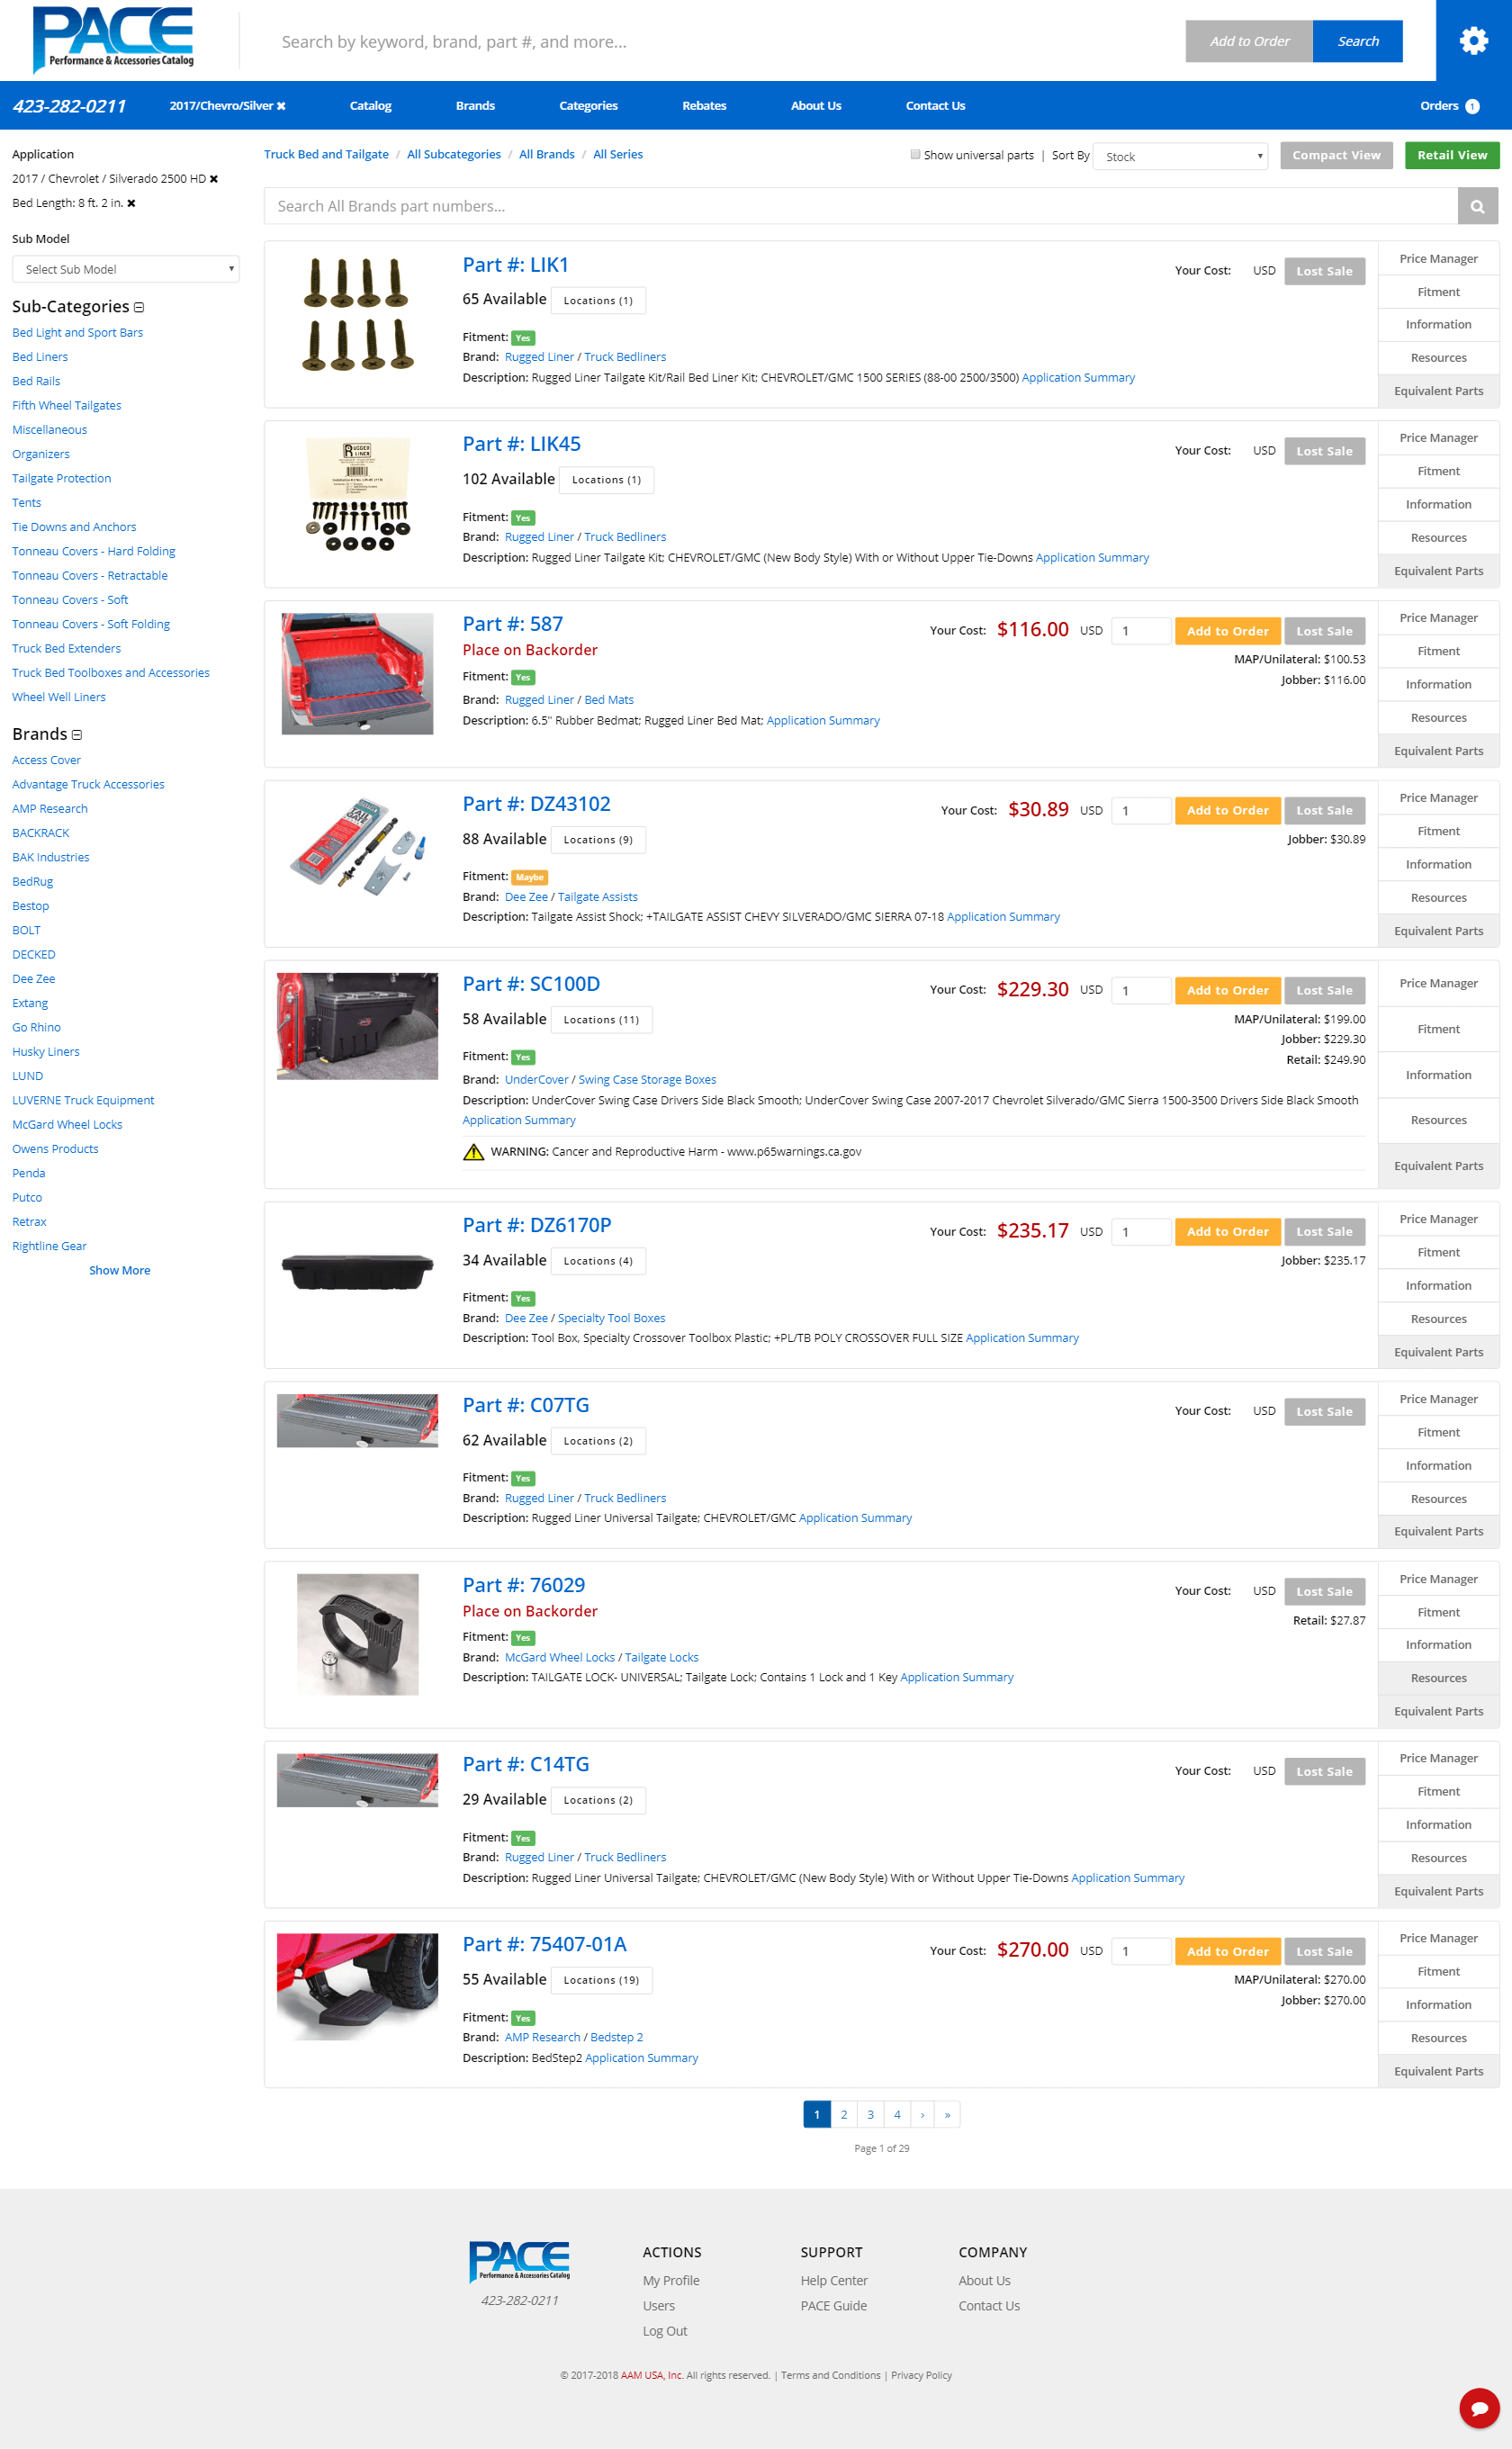 PACE
Performance & Accessories Catalog
Search by keyword, brand, part #, and more...
Add to Order
Search
423-282-0211
2017/Chevro/Silver ✖
Catalog
Brands
Categories
Rebates
About Us
Contact Us
Orders 1
Application
2017 / Chevrolet / Silverado 2500 HD ✖
Bed Length: 8 ft. 2 in. ✖
Sub Model
Select Sub Model
Sub-Categories
Bed Light and Sport Bars
Bed Liners
Bed Rails
Fifth Wheel Tailgates
Miscellaneous
Organizers
Tailgate Protection
Tents
Tie Downs and Anchors
Tonneau Covers - Hard Folding
Tonneau Covers - Retractable
Tonneau Covers - Soft
Tonneau Covers - Soft Folding
Truck Bed Extenders
Truck Bed Toolboxes and Accessories
Wheel Well Liners
Brands
Access Cover
Advantage Truck Accessories
AMP Research
BACKRACK
BAK Industries
BedRug
Bestop
BOLT
DECKED
Dee Zee
Extang
Go Rhino
Husky Liners
LUND
LUVERNE Truck Equipment
McGard Wheel Locks
Owens Products
Penda
Putco
Retrax
Rightline Gear
Show More
Truck Bed and Tailgate / All Subcategories / All Brands / All Series
Show universal parts | Sort By Stock
Compact View
Retail View
Search All Brands part numbers...
Part #: LIK1
65 Available Locations (1)
Fitment: Yes
Brand: Rugged Liner / Truck Bedliners
Description: Rugged Liner Tailgate Kit/Rail Bed Liner Kit; CHEVROLET/GMC 1500 SERIES (88-00 2500/3500) Application Summary
Your Cost: USD Lost Sale
Price Manager
Fitment
Information
Resources
Equivalent Parts
RUGGED LINER
Part #: LIK45
102 Available Locations (1)
Fitment: Yes
Brand: Rugged Liner / Truck Bedliners
Description: Rugged Liner Tailgate Kit; CHEVROLET/GMC (New Body Style) With or Without Upper Tie-Downs Application Summary
Your Cost: USD Lost Sale
Price Manager
Fitment
Information
Resources
Equivalent Parts
Part #: 587
Place on Backorder
Fitment: Yes
Brand: Rugged Liner / Bed Mats
Description: 6.5" Rubber Bedmat; Rugged Liner Bed Mat; Application Summary
Your Cost: $116.00 USD 1 Add to Order Lost Sale
MAP/Unilateral: $100.53
Jobber: $116.00
Price Manager
Fitment
Information
Resources
Equivalent Parts
Part #: DZ43102
88 Available Locations (9)
Fitment: Maybe
Brand: Dee Zee / Tailgate Assists
Description: Tailgate Assist Shock; +TAILGATE ASSIST CHEVY SILVERADO/GMC SIERRA 07-18 Application Summary
Your Cost: $30.89 USD 1 Add to Order Lost Sale
Jobber: $30.89
Price Manager
Fitment
Information
Resources
Equivalent Parts
Part #: SC100D
58 Available Locations (11)
Fitment: Yes
Brand: UnderCover / Swing Case Storage Boxes
Description: UnderCover Swing Case Drivers Side Black Smooth; UnderCover Swing Case 2007-2017 Chevrolet Silverado/GMC Sierra 1500-3500 Drivers Side Black Smooth
Application Summary
WARNING: Cancer and Reproductive Harm - www.p65warnings.ca.gov
Your Cost: $229.30 USD 1 Add to Order Lost Sale
MAP/Unilateral: $199.00
Jobber: $229.30
Retail: $249.90
Price Manager
Fitment
Information
Resources
Equivalent Parts
Part #: DZ6170P
34 Available Locations (4)
Fitment: Yes
Brand: Dee Zee / Specialty Tool Boxes
Description: Tool Box, Specialty Crossover Toolbox Plastic; +PL/TB POLY CROSSOVER FULL SIZE Application Summary
Your Cost: $235.17 USD 1 Add to Order Lost Sale
Jobber: $235.17
Price Manager
Fitment
Information
Resources
Equivalent Parts
Part #: C07TG
62 Available Locations (2)
Fitment: Yes
Brand: Rugged Liner / Truck Bedliners
Description: Rugged Liner Universal Tailgate; CHEVROLET/GMC Application Summary
Your Cost: USD Lost Sale
Price Manager
Fitment
Information
Resources
Equivalent Parts
Part #: 76029
Place on Backorder
Fitment: Yes
Brand: McGard Wheel Locks / Tailgate Locks
Description: TAILGATE LOCK- UNIVERSAL; Tailgate Lock; Contains 1 Lock and 1 Key Application Summary
Your Cost: USD Lost Sale
Retail: $27.87
Price Manager
Fitment
Information
Resources
Equivalent Parts
Part #: C14TG
29 Available Locations (2)
Fitment: Yes
Brand: Rugged Liner / Truck Bedliners
Description: Rugged Liner Universal Tailgate; CHEVROLET/GMC (New Body Style) With or Without Upper Tie-Downs Application Summary
Your Cost: USD Lost Sale
Price Manager
Fitment
Information
Resources
Equivalent Parts
Part #: 75407-01A
55 Available Locations (19)
Fitment: Yes
Brand: AMP Research / Bedstep 2
Description: BedStep2 Application Summary
Your Cost: $270.00 USD 1 Add to Order Lost Sale
MAP/Unilateral: $270.00
Jobber: $270.00
Price Manager
Fitment
Information
Resources
Equivalent Parts
1 2 3 4 › »
Page 1 of 29
PACE
Performance & Accessories Catalog
423-282-0211
ACTIONS
My Profile
Users
Log Out
SUPPORT
Help Center
PACE Guide
COMPANY
About Us
Contact Us
© 2017-2018 AAM USA, Inc. All rights reserved. | Terms and Conditions | Privacy Policy